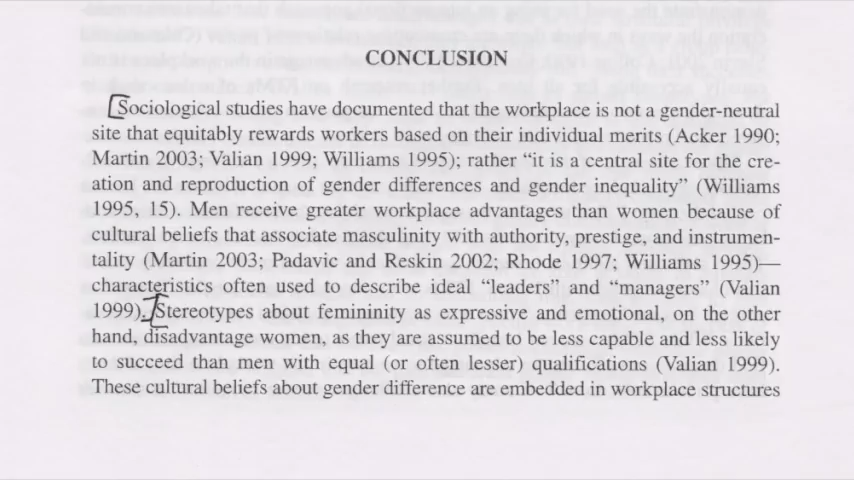 CONCLUSION
Sociological studies have documented that the workplace is not a gender-neutral
site that equitably rewards workers based on their individual merits (Acker 1990;
Martin 2003; Valian 1999; Williams 1995); rather “it is a central site for the cre-
ation and reproduction of gender differences and gender inequality” (Williams
1995, 15). Men receive greater workplace advantages than women because of
cultural beliefs that associate masculinity with authority, prestige, and instrumen-
tality (Martin 2003; Padavic and Reskin 2002; Rhode 1997; Williams 1995)—
characteristics often used to describe ideal “leaders” and “managers” (Valian
1999). Stereotypes about femininity as expressive and emotional, on the other
hand, disadvantage women, as they are assumed to be less capable and less likely
to succeed than men with equal (or often lesser) qualifications (Valian 1999).
These cultural beliefs about gender difference are embedded in workplace structures